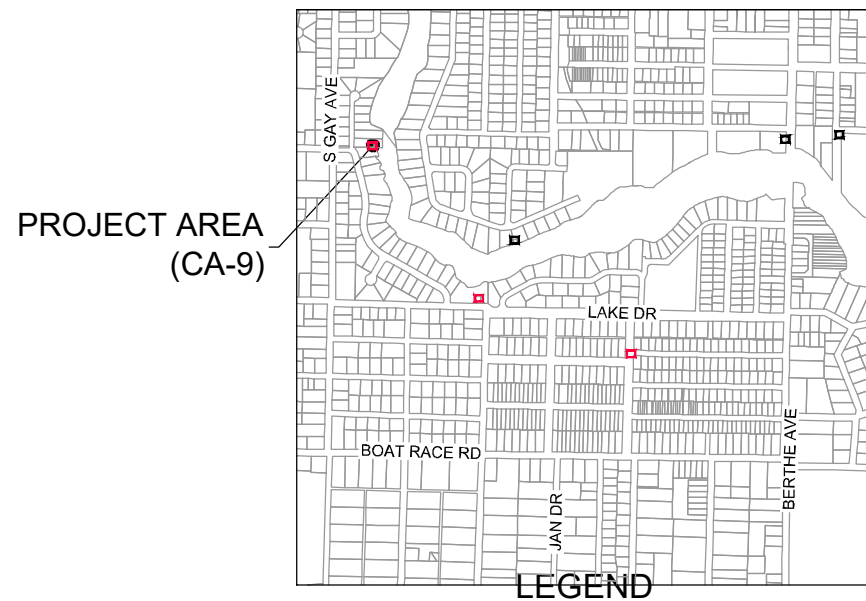 S GAY AVE
PROJECT AREA
(CA-9)
LAKE DR
BOAT RACE RD
BERTHE AVE
JAN DR
LEGEND